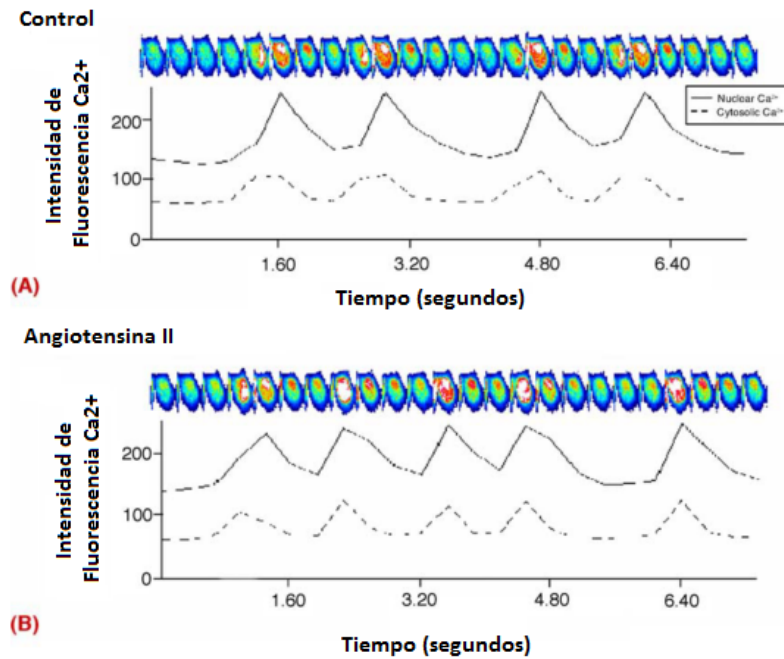 Control
Intensidad de
Fluorescencia Ca2+
200
100
0
Nuclear Ca²⁺
Cytosolic Ca²⁺
1.60 3.20 4.80 6.40
(A)
Tiempo (segundos)
Angiotensina II
Intensidad de
Fluorescencia Ca2+
200
100
0
1.60 3.20 4.80 6.40
(B)
Tiempo (segundos)